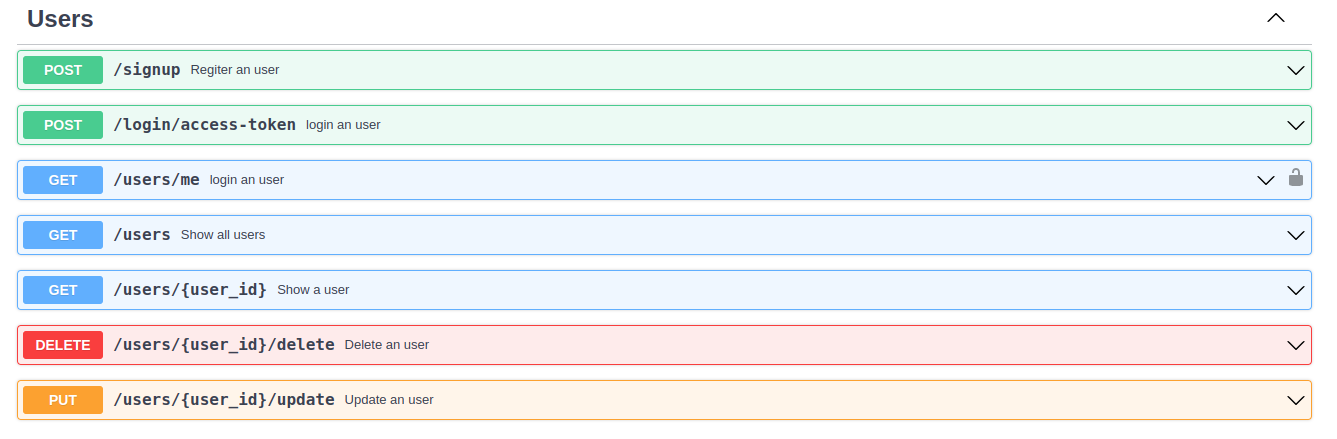 Users
POST /signup Regiter an user
POST /login/access-token login an user
GET /users/me login an user
GET /users Show all users
GET /users/{user_id} Show a user
DELETE /users/{user_id}/delete Delete an user
PUT /users/{user_id}/update Update an user